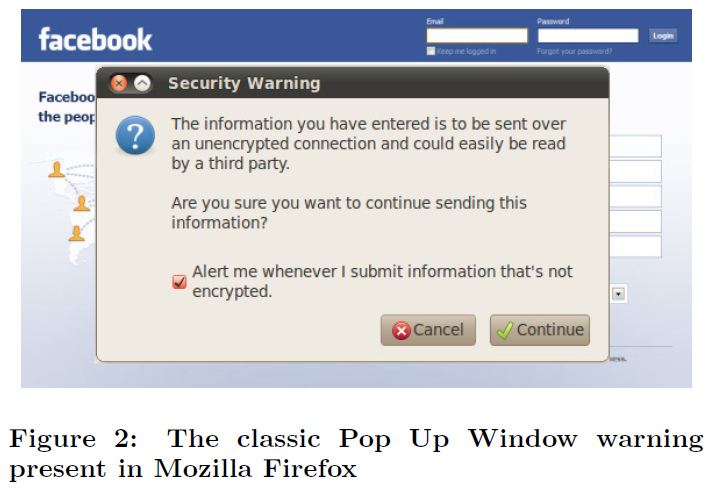 facebook
Email
Password
Login
Keep me logged in
Forgot your password?
Faceboo
the peop
Security Warning
The information you have entered is to be sent over
an unencrypted connection and could easily be read
by a third party.
Are you sure you want to continue sending this
information?
Alert me whenever I submit information that's not
encrypted.
Cancel
Continue
ness.
Figure 2: The classic Pop Up Window warning
present in Mozilla Firefox